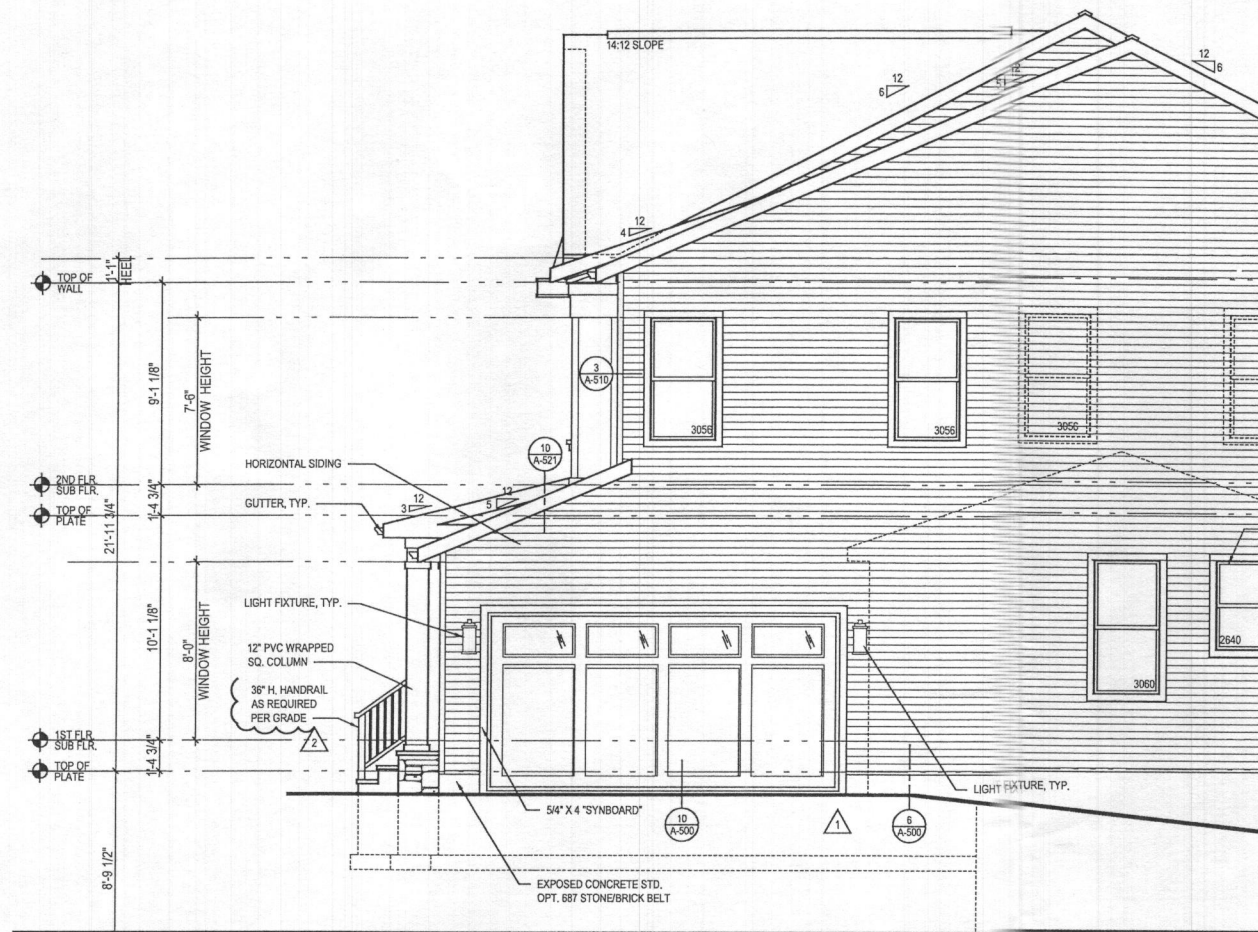 14:12 SLOPE
12
6
12
6
12
5
12
4
1'-1"
HEEL
TOP OF
WALL
9'-1 1/8"
7'-6"
WINDOW HEIGHT
3
A-510
3056
3056
3056
10
A-521
HORIZONTAL SIDING
2ND FLR
SUB FLR.
GUTTER, TYP.
12
3
12
5
TOP OF
PLATE
1'-4 3/4"
21'-11 3/4"
10'-1 1/8"
8'-0"
WINDOW HEIGHT
LIGHT FIXTURE, TYP.
12" PVC WRAPPED
SQ. COLUMN
36" H. HANDRAIL
AS REQUIRED
PER GRADE
2
2640
3060
1ST FLR
SUB FLR.
TOP OF
PLATE
1'-4 3/4"
LIGHT FIXTURE, TYP.
5/4" X 4 "SYNBOARD"
10
A-500
1
6
A-500
8'-9 1/2"
EXPOSED CONCRETE STD.
OPT. 687 STONE/BRICK BELT